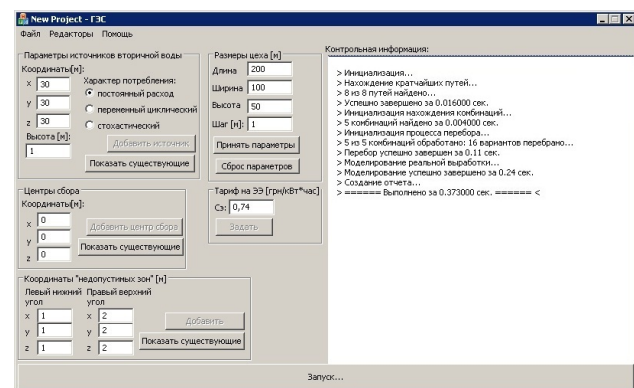 New Project - ГЭС
Файл Редакторы Помощь
Параметры источников вторичной воды
Координаты[м]:
x 30
y 30
z 30
Высота [м]:
1
Характер потребления:
постоянный расход
переменный циклический
стохастический
Добавить источник
Показать существующие
Размеры цеха [м]
Длина 200
Ширина 100
Высота 50
Шаг [м]: 1
Принять параметры
Сброс параметров
Центры сбора
Координаты[м]:
x 0
y 0
z 0
Добавить центр сбора
Показать существующие
Тариф на ЭЭ [грн/кВт*час]
Сэ: 0,74
Задать
Координаты "недопустимых зон" [м]
Левый нижний угол
x 1
y 1
z 1
Правый верхний угол
x 2
y 2
z 2
Добавить
Показать существующие
Контрольная информация:
> Инициализация...
> Нахождение кратчайших путей...
> 8 из 8 путей найдено...
> Успешно завершено за 0.016000 сек.
> Инициализация нахождения комбинаций...
> 5 комбинаций найдено за 0.004000 сек.
> Инициализация процесса перебора...
> 5 из 5 комбинаций обработано: 16 вариантов перебрано...
> Перебор успешно завершен за 0.11 сек.
> Моделирование реальной выработки...
> Моделирование успешно завершено за 0.24 сек.
> Создание отчета...
> ====== Выполнено за 0.373000 сек. ====== <
Запуск...